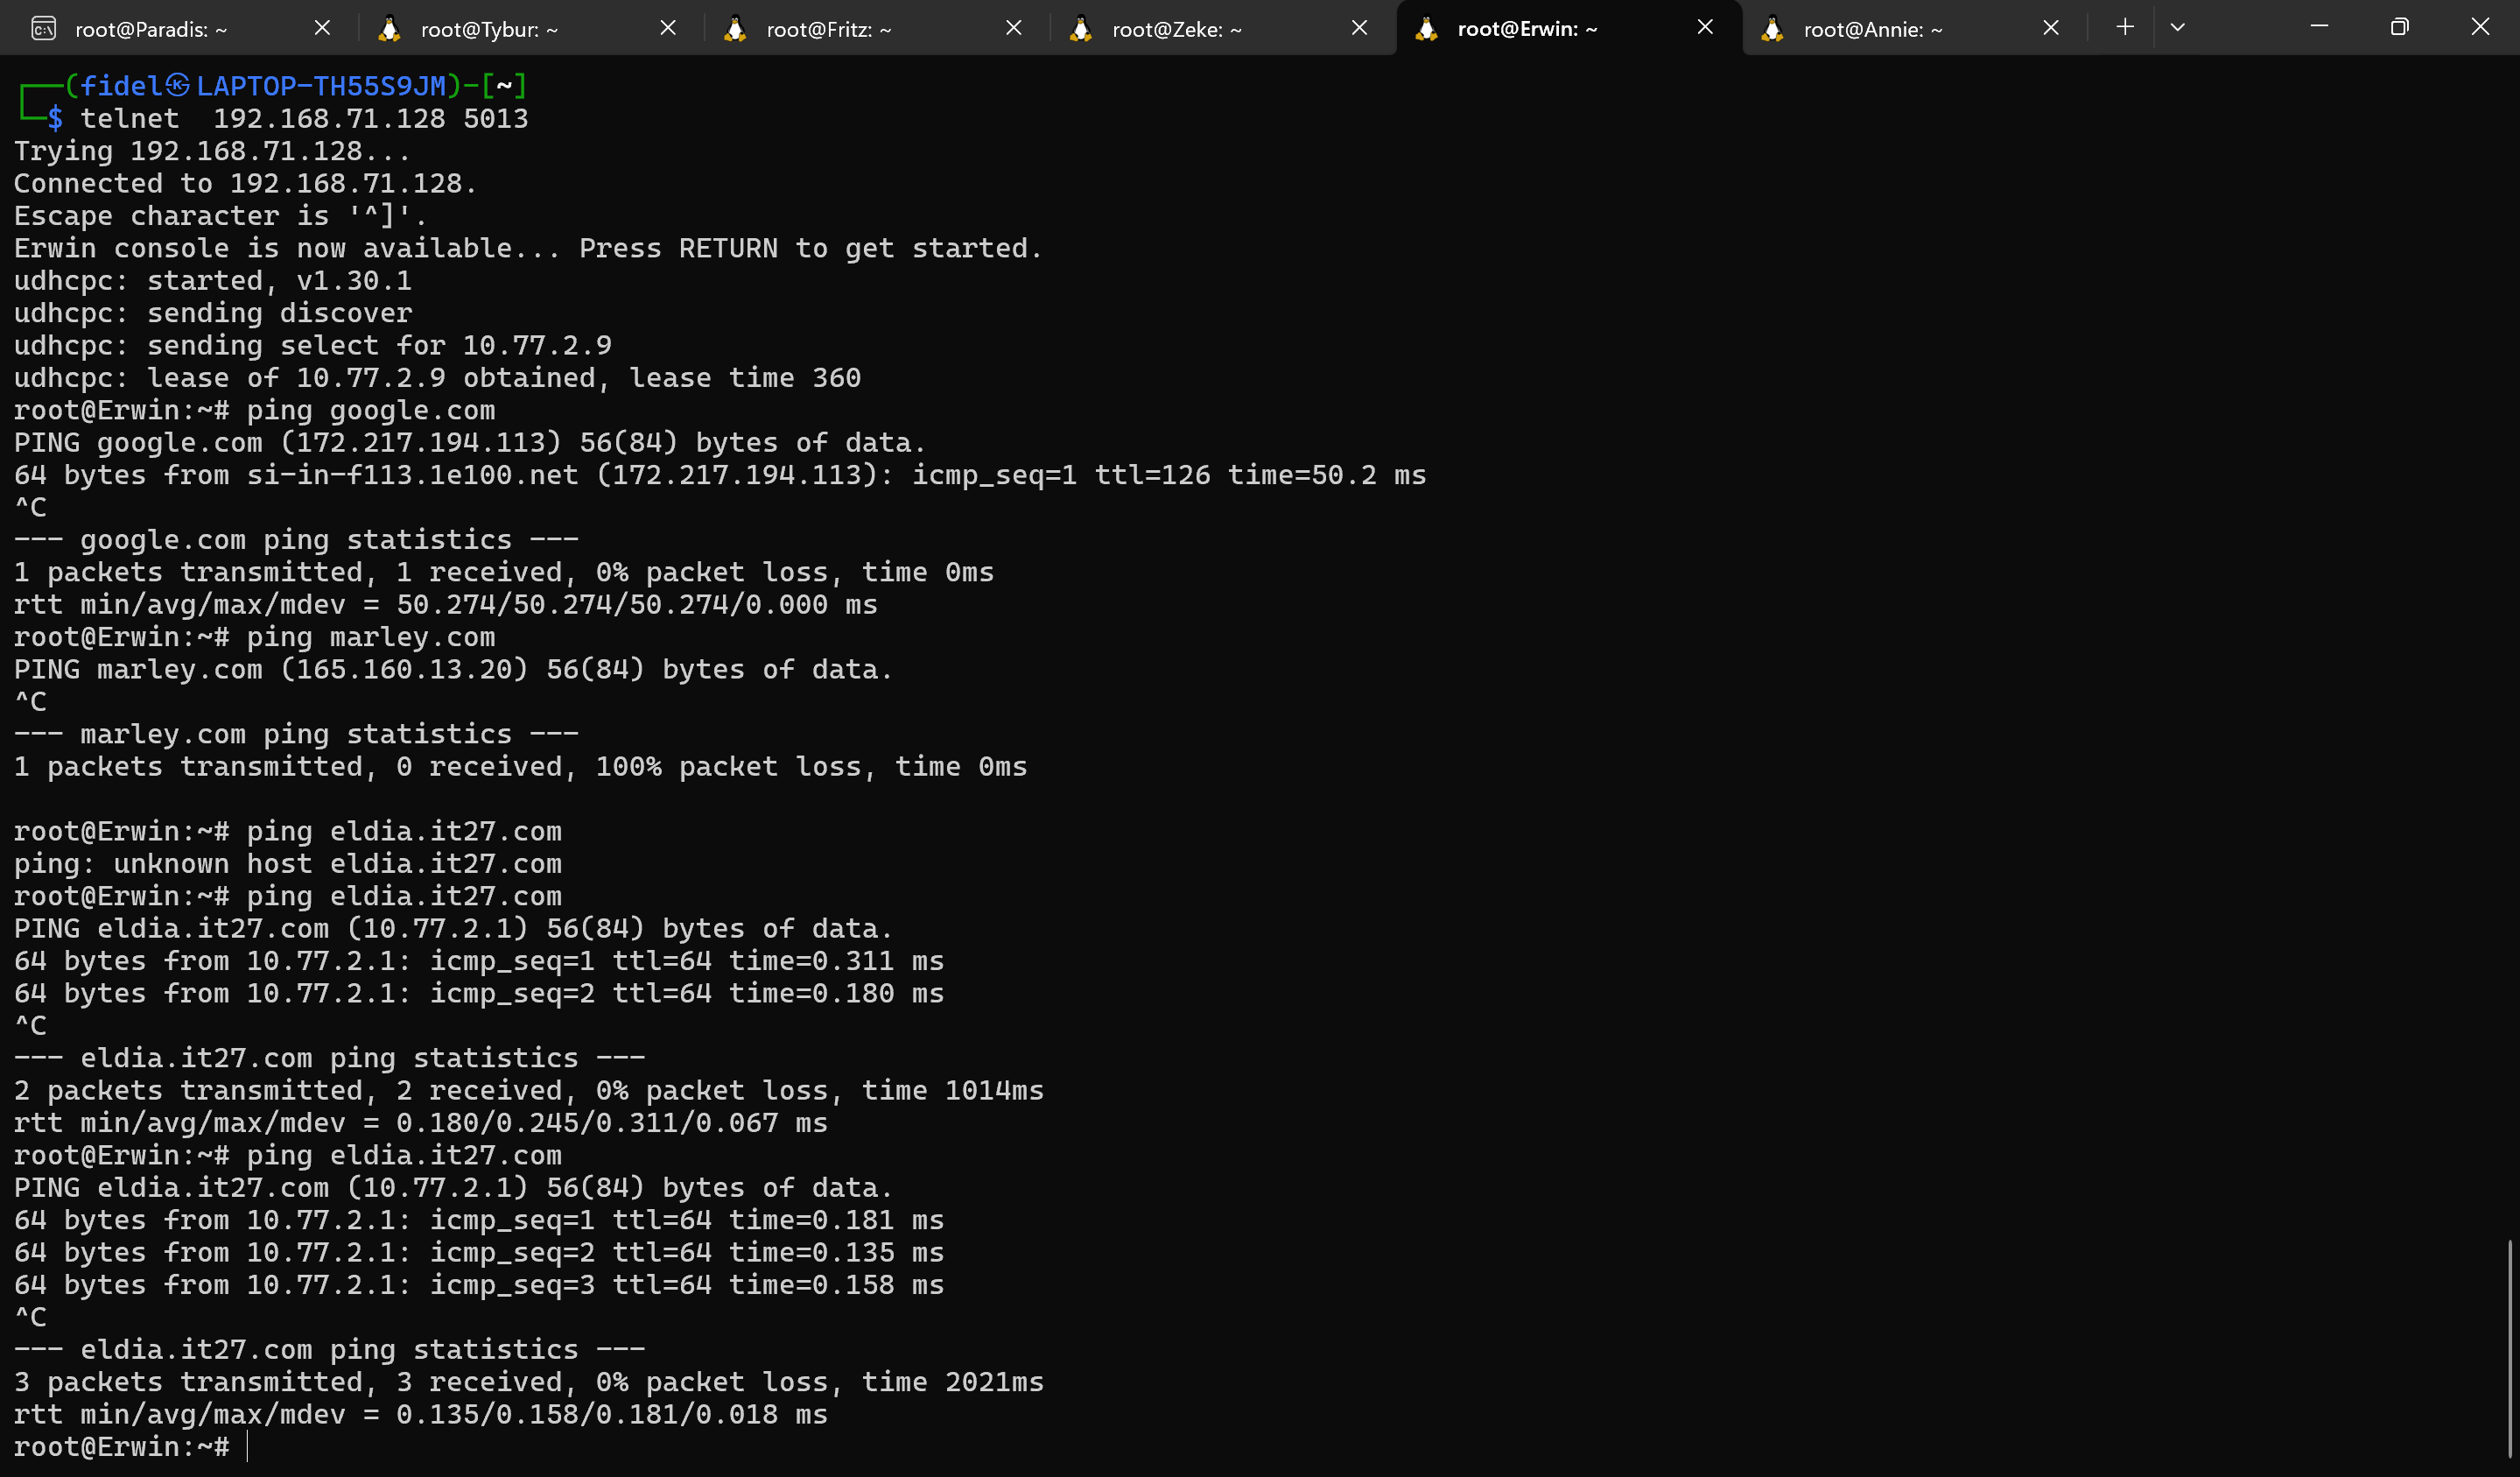 root@Paradis: ~ root@Tybur: ~ root@Fritz: ~ root@Zeke: ~ root@Erwin: ~ root@Annie: ~
┌──(fidel㉿LAPTOP-TH55S9JM)-[~]
└─$ telnet  192.168.71.128 5013
Trying 192.168.71.128...
Connected to 192.168.71.128.
Escape character is '^]'.
Erwin console is now available... Press RETURN to get started.
udhcpc: started, v1.30.1
udhcpc: sending discover
udhcpc: sending select for 10.77.2.9
udhcpc: lease of 10.77.2.9 obtained, lease time 360
root@Erwin:~# ping google.com
PING google.com (172.217.194.113) 56(84) bytes of data.
64 bytes from si-in-f113.1e100.net (172.217.194.113): icmp_seq=1 ttl=126 time=50.2 ms
^C
--- google.com ping statistics ---
1 packets transmitted, 1 received, 0% packet loss, time 0ms
rtt min/avg/max/mdev = 50.274/50.274/50.274/0.000 ms
root@Erwin:~# ping marley.com
PING marley.com (165.160.13.20) 56(84) bytes of data.
^C
--- marley.com ping statistics ---
1 packets transmitted, 0 received, 100% packet loss, time 0ms

root@Erwin:~# ping eldia.it27.com
ping: unknown host eldia.it27.com
root@Erwin:~# ping eldia.it27.com
PING eldia.it27.com (10.77.2.1) 56(84) bytes of data.
64 bytes from 10.77.2.1: icmp_seq=1 ttl=64 time=0.311 ms
64 bytes from 10.77.2.1: icmp_seq=2 ttl=64 time=0.180 ms
^C
--- eldia.it27.com ping statistics ---
2 packets transmitted, 2 received, 0% packet loss, time 1014ms
rtt min/avg/max/mdev = 0.180/0.245/0.311/0.067 ms
root@Erwin:~# ping eldia.it27.com
PING eldia.it27.com (10.77.2.1) 56(84) bytes of data.
64 bytes from 10.77.2.1: icmp_seq=1 ttl=64 time=0.181 ms
64 bytes from 10.77.2.1: icmp_seq=2 ttl=64 time=0.135 ms
64 bytes from 10.77.2.1: icmp_seq=3 ttl=64 time=0.158 ms
^C
--- eldia.it27.com ping statistics ---
3 packets transmitted, 3 received, 0% packet loss, time 2021ms
rtt min/avg/max/mdev = 0.135/0.158/0.181/0.018 ms
root@Erwin:~#